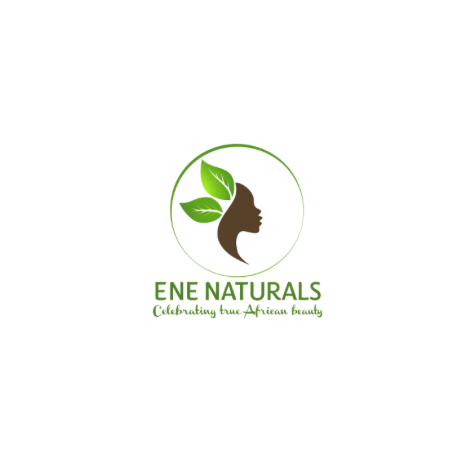 ENE NATURALS
Celebrating true African beauty